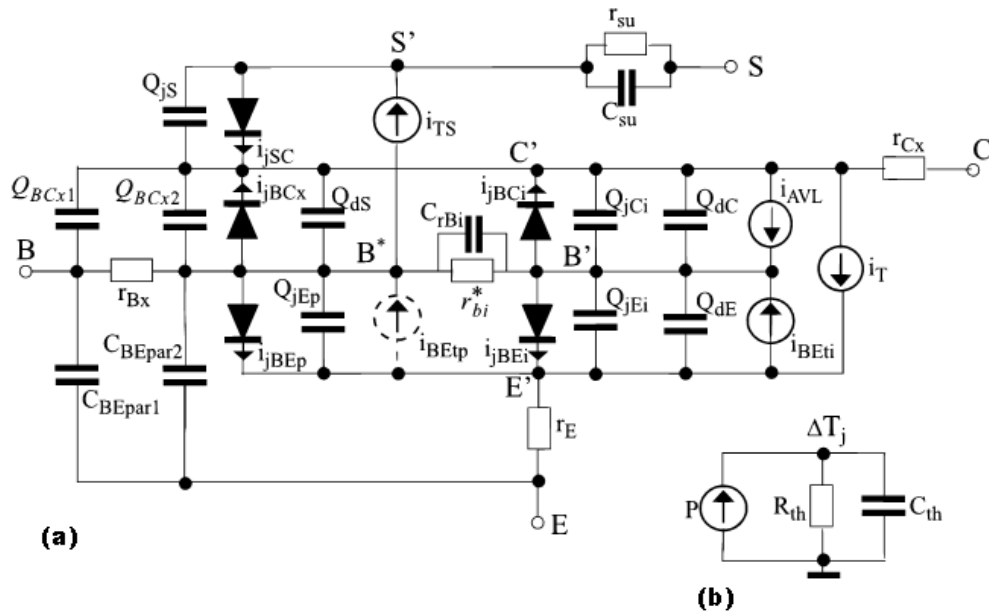 r_su
S'
S
Q_jS
C_su
i_TS
i_jSC
C'
r_Cx
C
Q_BCx1
Q_BCx2
i_jBCx
Q_dS
i_jBCi
Q_jCi
Q_dC
i_AVL
C_rBi
B
B*
B'
i_T
r_Bx
Q_jEp
r*_bi
Q_jEi
Q_dE
C_BEpar2
i_jBEp
i_BEtp
i_jBEi
i_BEti
C_BEpar1
E'
r_E
ΔT_j
P
R_th
C_th
E
(a)
(b)